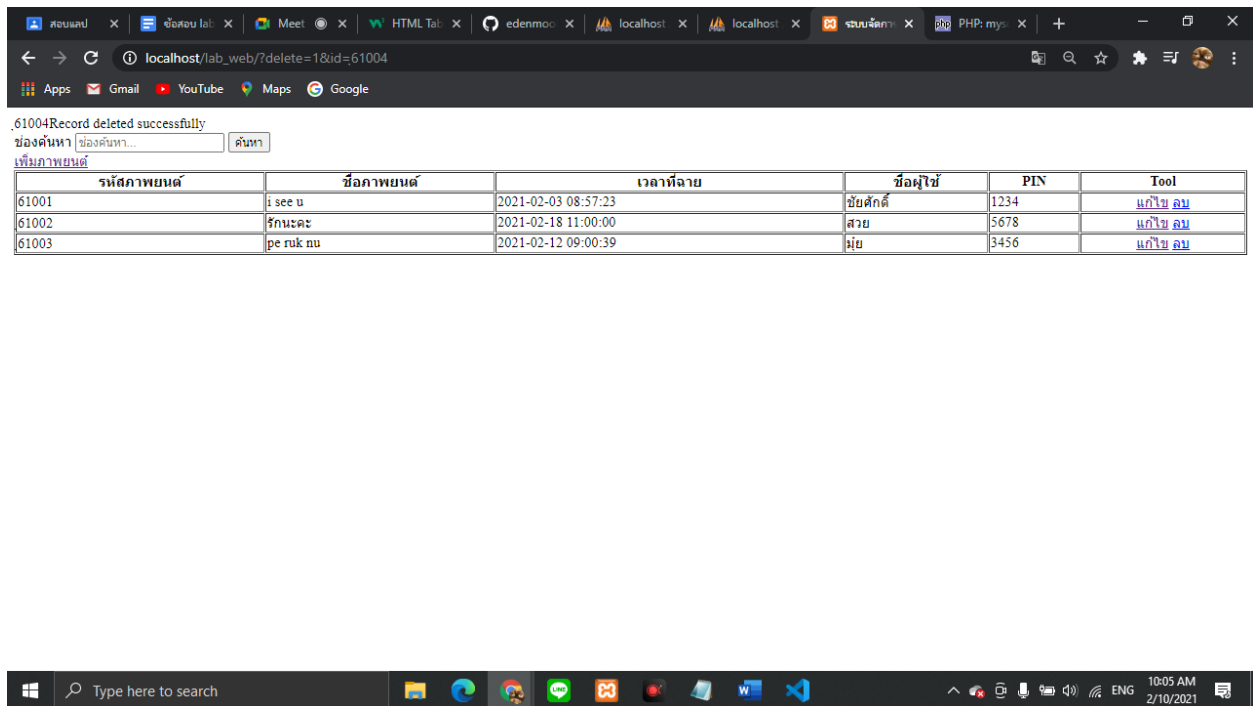 สอบแลป
ข้อสอบ lab
Meet
HTML Tab
edenmoo
localhost
localhost
ระบบจัดกา
PHP: mys
localhost/lab_web/?delete=1&id=61004
Apps Gmail YouTube Maps Google
61004Record deleted successfully
ช่องค้นหา ช่องค้นหา... ค้นหา
เพิ่มภาพยนต์
รหัสภาพยนต์ ชื่อภาพยนต์ เวลาที่ฉาย ชื่อผู้ใช้ PIN Tool
61001 i see u 2021-02-03 08:57:23 ชัยศักดิ์ 1234 แก้ไข ลบ
61002 รักนะคะ 2021-02-18 11:00:00 สวย 5678 แก้ไข ลบ
61003 pe ruk nu 2021-02-12 09:00:39 มุ่ย 3456 แก้ไข ลบ
Type here to search
LINE
W
ENG
10:05 AM
2/10/2021